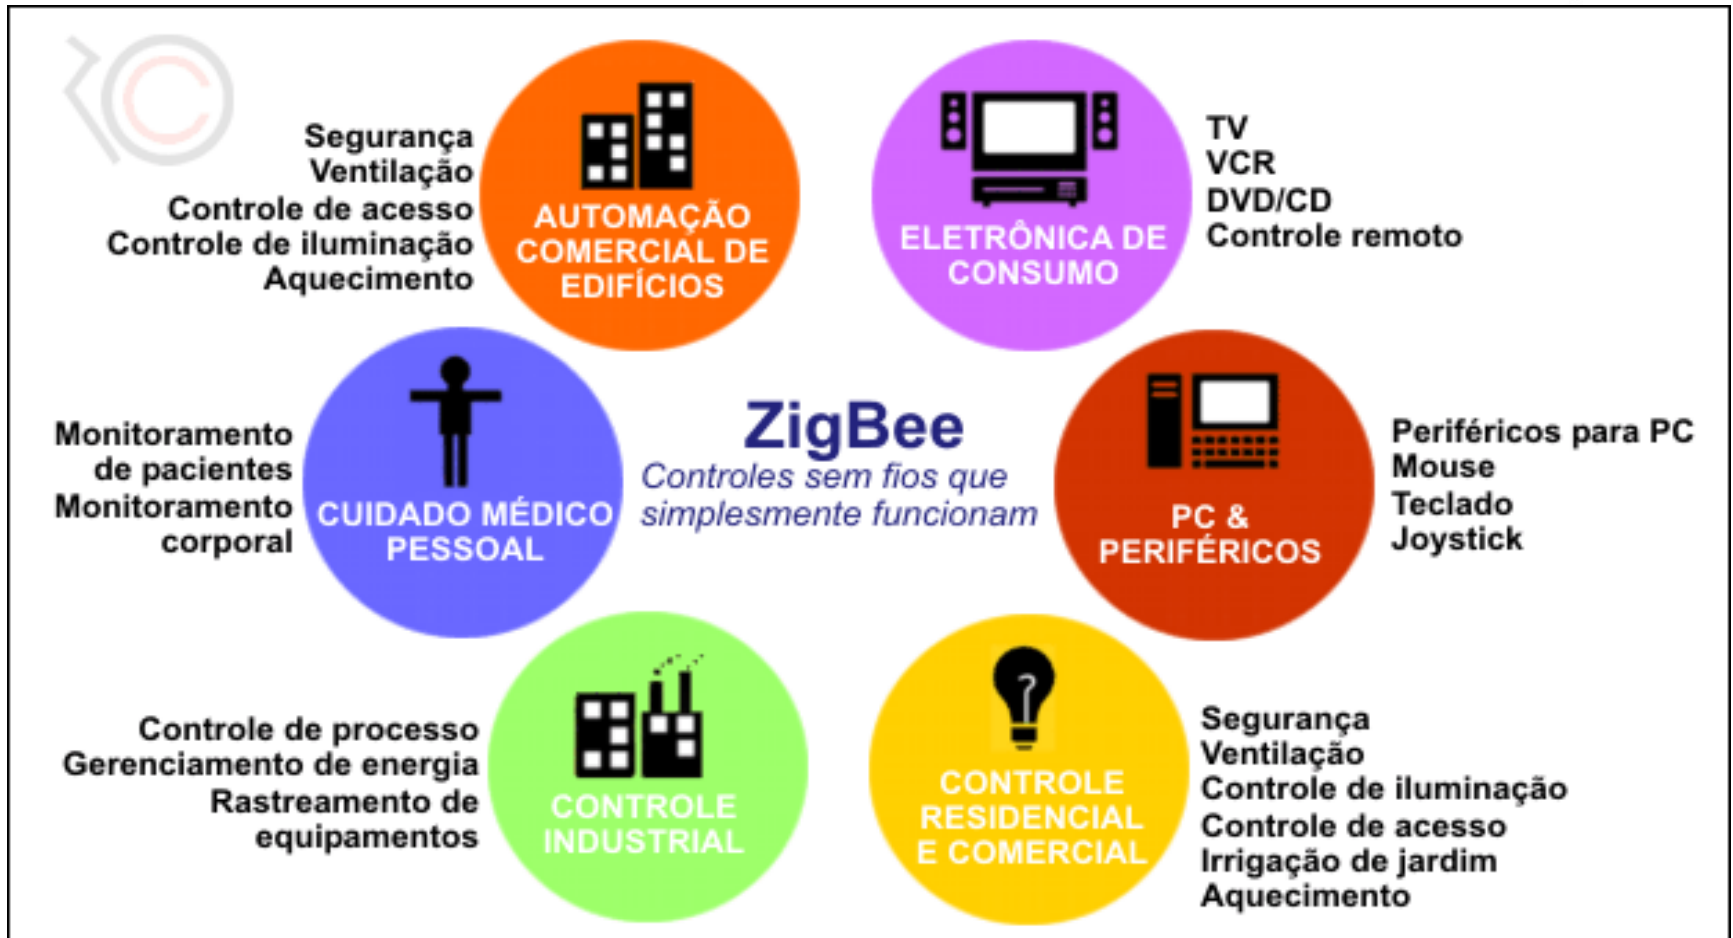 Segurança
Ventilação
Controle de acesso
Controle de iluminação
Aquecimento
AUTOMAÇÃO
COMERCIAL DE
EDIFÍCIOS
ELETRÔNICA DE
CONSUMO
TV
VCR
DVD/CD
Controle remoto
Monitoramento
de pacientes
Monitoramento
corporal
CUIDADO MÉDICO
PESSOAL
ZigBee
Controles sem fios que
simplesmente funcionam
PC &
PERIFÉRICOS
Periféricos para PC
Mouse
Teclado
Joystick
Controle de processo
Gerenciamento de energia
Rastreamento de
equipamentos
CONTROLE
INDUSTRIAL
CONTROLE
RESIDENCIAL
E COMERCIAL
Segurança
Ventilação
Controle de iluminação
Controle de acesso
Irrigação de jardim
Aquecimento